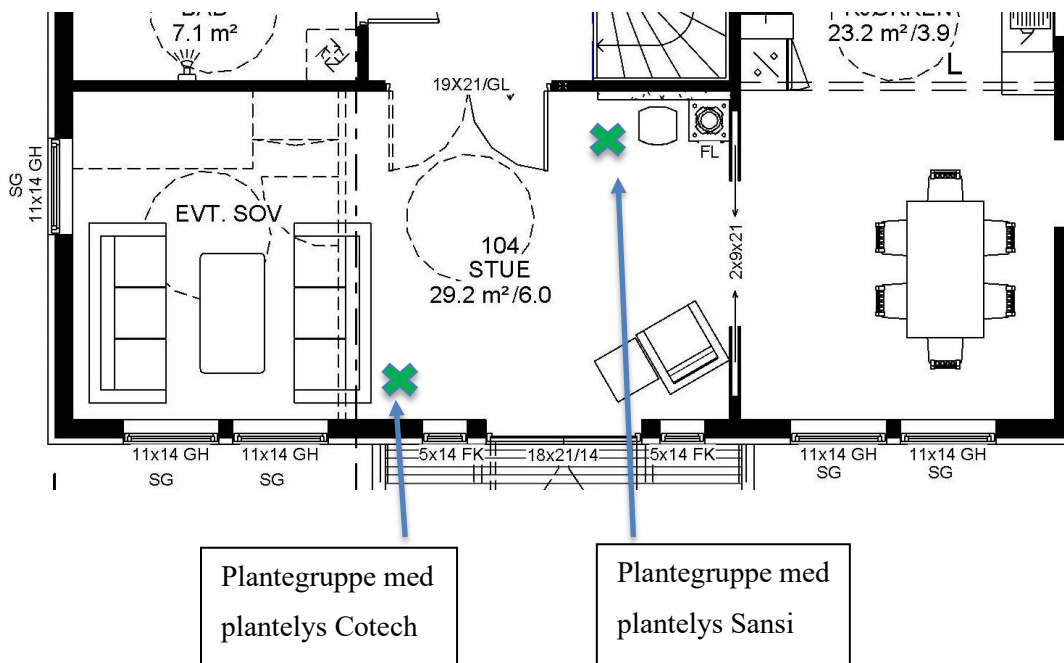 BAD
7.1 m²
KJØKKEN
23.2 m²/3.9
L
19X21/GL
FL
SG
11x14 GH
EVT. SOV
104
STUE
29.2 m²/6.0
2x9x21
11x14 GH
SG
11x14 GH
SG
5x14 FK
18x21/14
5x14 FK
11x14 GH
SG
11x14 GH
SG
Plantegruppe med
plantelys Cotech
Plantegruppe med
plantelys Sansi